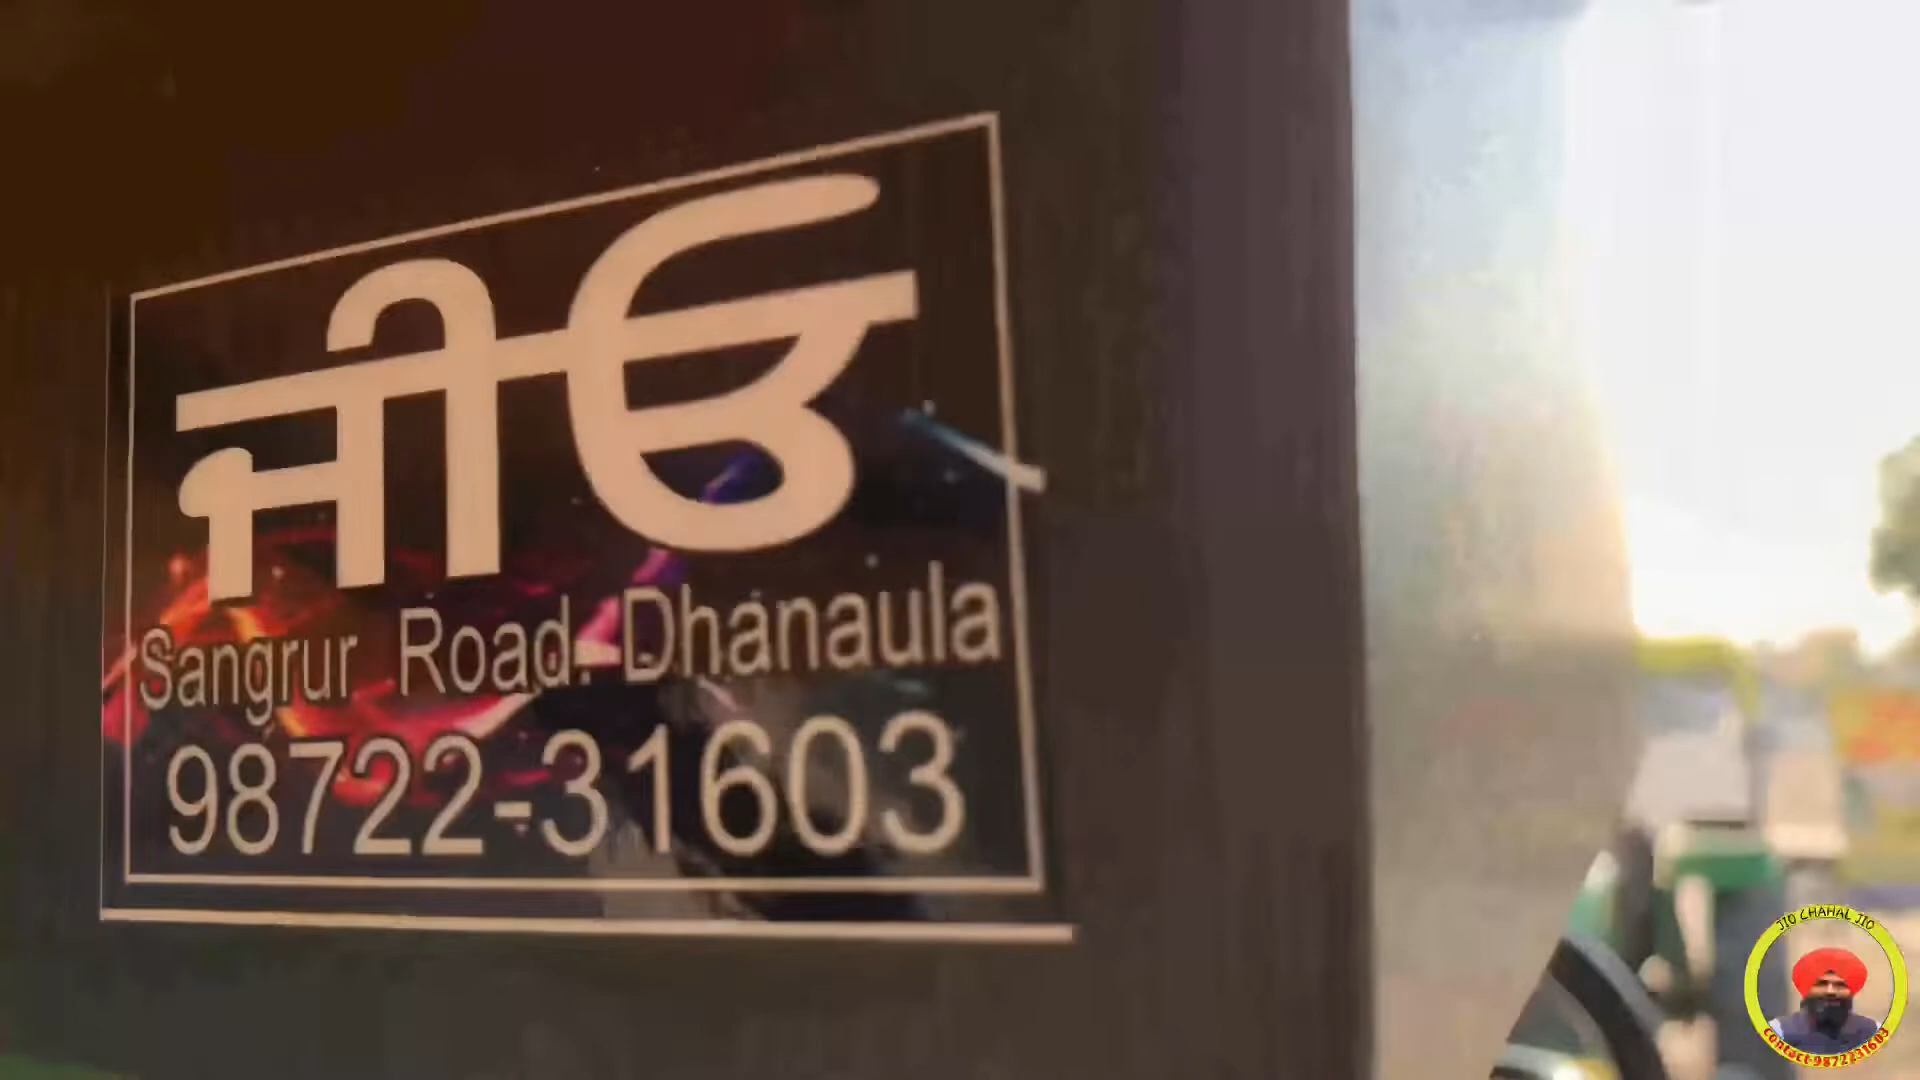 ਜੀਓ
Sangrur Road. Dhanaula
98722-31603
JIO CHAHAL JIO
contact-9872231603